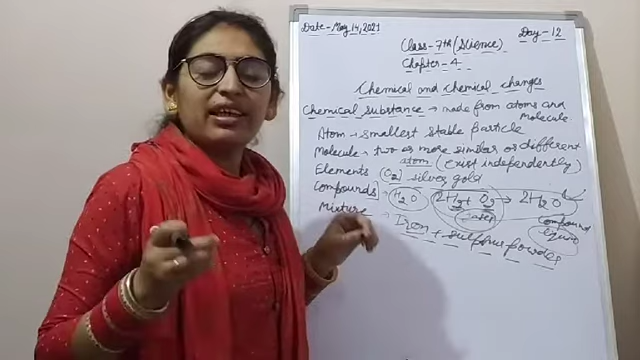 Date - May 14, 2021 Day - 12
Class - 7th (Science)
Chapter - 4
Chemical and chemical changes
Chemical substance → made from atoms and Molecule.
Atom → smallest stable particle
Molecule → two or more similar or different atom (exist independently)
Elements (O2) silver, gold
Compounds H2O 2H2 + O2 → 2H2O
water compound
Mixture → Iron + sulphur powder